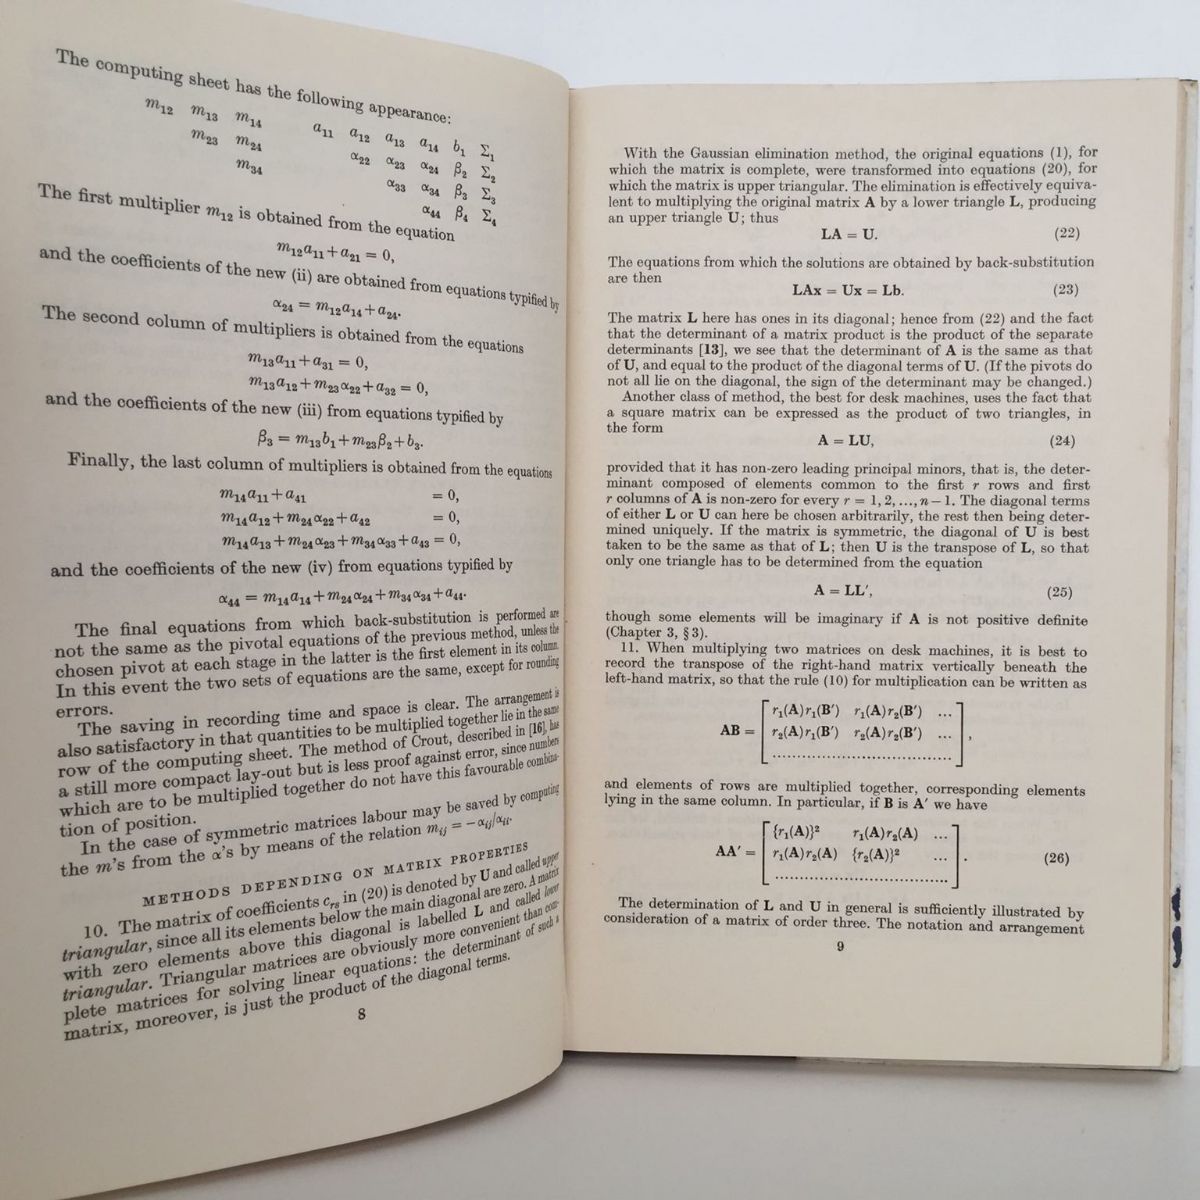 The computing sheet has the following appearance:
m₁₂ m₁₃ m₁₄ a₁₁ a₁₂ a₁₃ a₁₄ b₁ Σ₁
m₂₃ m₂₄ α₂₂ α₂₃ α₂₄ β₂ Σ₂
m₃₄ α₃₃ α₃₄ β₃ Σ₃
α₄₄ β₄ Σ₄
The first multiplier m₁₂ is obtained from the equation
m₁₂a₁₁+a₂₁ = 0,
and the coefficients of the new (ii) are obtained from equations typified by
α₂₄ = m₁₂a₁₄+a₂₄.
The second column of multipliers is obtained from the equations
m₁₃a₁₁+a₃₁ = 0,
m₁₃a₁₂+m₂₃α₂₂+a₃₂ = 0,
and the coefficients of the new (iii) from equations typified by
β₃ = m₁₃b₁+m₂₃β₂+b₃.
Finally, the last column of multipliers is obtained from the equations
m₁₄a₁₁+a₄₁ = 0,
m₁₄a₁₂+m₂₄α₂₂+a₄₂ = 0,
m₁₄a₁₃+m₂₄α₂₃+m₃₄α₃₃+a₄₃ = 0,
and the coefficients of the new (iv) from equations typified by
α₄₄ = m₁₄a₁₄+m₂₄α₂₄+m₃₄α₃₄+a₄₄.
The final equations from which back-substitution is performed are
not the same as the pivotal equations of the previous method, unless the
chosen pivot at each stage in the latter is the first element in its column.
In this event the two sets of equations are the same, except for rounding
errors.
The saving in recording time and space is clear. The arrangement is
also satisfactory in that quantities to be multiplied together lie in the same
row of the computing sheet. The method of Crout, described in [16], has
a still more compact lay-out but is less proof against error, since numbers
which are to be multiplied together do not have this favourable combina-
tion of position.
In the case of symmetric matrices labour may be saved by computing
the m's from the α's by means of the relation mᵢⱼ = −αᵢⱼ/αᵢᵢ.
METHODS DEPENDING ON MATRIX PROPERTIES
10. The matrix of coefficients cᵣₛ in (20) is denoted by U and called upper
triangular, since all its elements below the main diagonal are zero. A matrix
with zero elements above this diagonal is labelled L and called lower
triangular. Triangular matrices are obviously more convenient than com-
plete matrices for solving linear equations: the determinant of such a
matrix, moreover, is just the product of the diagonal terms.
8
With the Gaussian elimination method, the original equations (1), for
which the matrix is complete, were transformed into equations (20), for
which the matrix is upper triangular. The elimination is effectively equiva-
lent to multiplying the original matrix A by a lower triangle L, producing
an upper triangle U; thus
LA = U. (22)
The equations from which the solutions are obtained by back-substitution
are then
LAx = Ux = Lb. (23)
The matrix L here has ones in its diagonal; hence from (22) and the fact
that the determinant of a matrix product is the product of the separate
determinants [13], we see that the determinant of A is the same as that
of U, and equal to the product of the diagonal terms of U. (If the pivots do
not all lie on the diagonal, the sign of the determinant may be changed.)
Another class of method, the best for desk machines, uses the fact that
a square matrix can be expressed as the product of two triangles, in
the form
A = LU, (24)
provided that it has non-zero leading principal minors, that is, the deter-
minant composed of elements common to the first r rows and first
r columns of A is non-zero for every r = 1, 2, ..., n−1. The diagonal terms
of either L or U can here be chosen arbitrarily, the rest then being deter-
mined uniquely. If the matrix is symmetric, the diagonal of U is best
taken to be the same as that of L; then U is the transpose of L, so that
only one triangle has to be determined from the equation
A = LL′, (25)
though some elements will be imaginary if A is not positive definite
(Chapter 3, § 3).
11. When multiplying two matrices on desk machines, it is best to
record the transpose of the right-hand matrix vertically beneath the
left-hand matrix, so that the rule (10) for multiplication can be written as
r₁(A)r₁(B′) r₁(A)r₂(B′) ...
AB = r₂(A)r₁(B′) r₂(A)r₂(B′) ... ,
.......................................
and elements of rows are multiplied together, corresponding elements
lying in the same column. In particular, if B is A′ we have
{r₁(A)}² r₁(A)r₂(A) ...
AA′ = r₁(A)r₂(A) {r₂(A)}² ... . (26)
.......................................
The determination of L and U in general is sufficiently illustrated by
consideration of a matrix of order three. The notation and arrangement
9